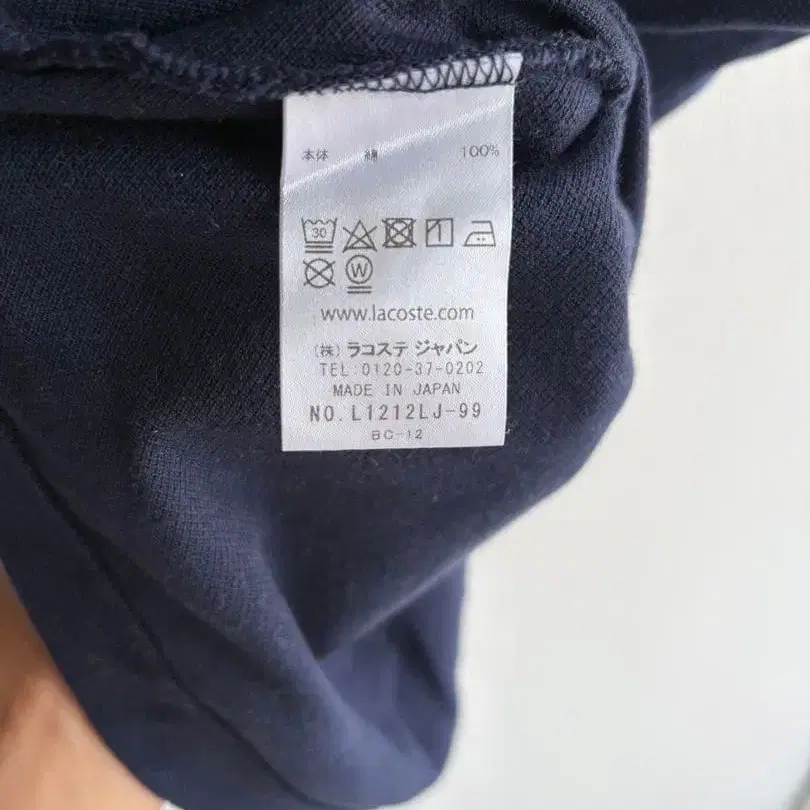 本体 綿 100%
30
W
www.lacoste.com
(株) ラコステ ジャパン
TEL:0120-37-0202
MADE IN JAPAN
NO. L1212LJ-99
BC-12